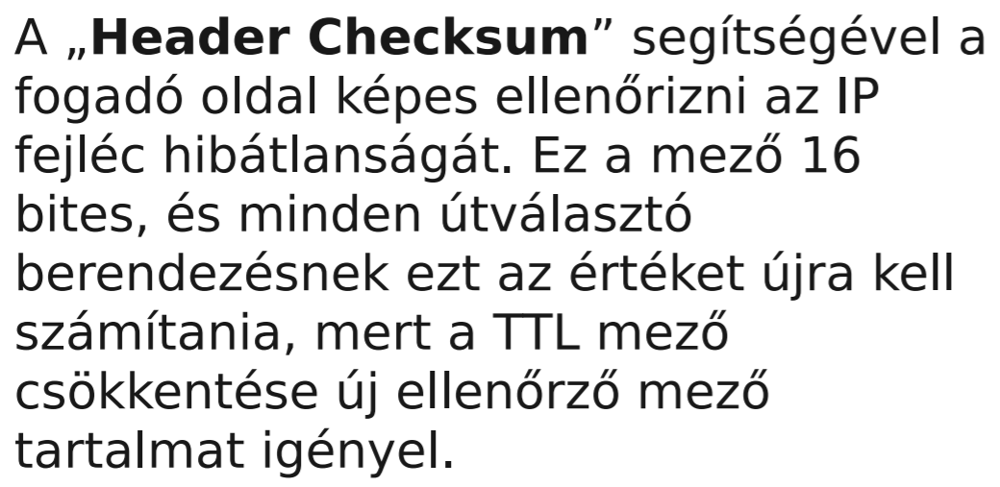 A „Header Checksum” segítségével a
fogadó oldal képes ellenőrizni az IP
fejléc hibátlanságát. Ez a mező 16
bites, és minden útválasztó
berendezésnek ezt az értéket újra kell
számítania, mert a TTL mező
csökkentése új ellenőrző mező
tartalmat igényel.